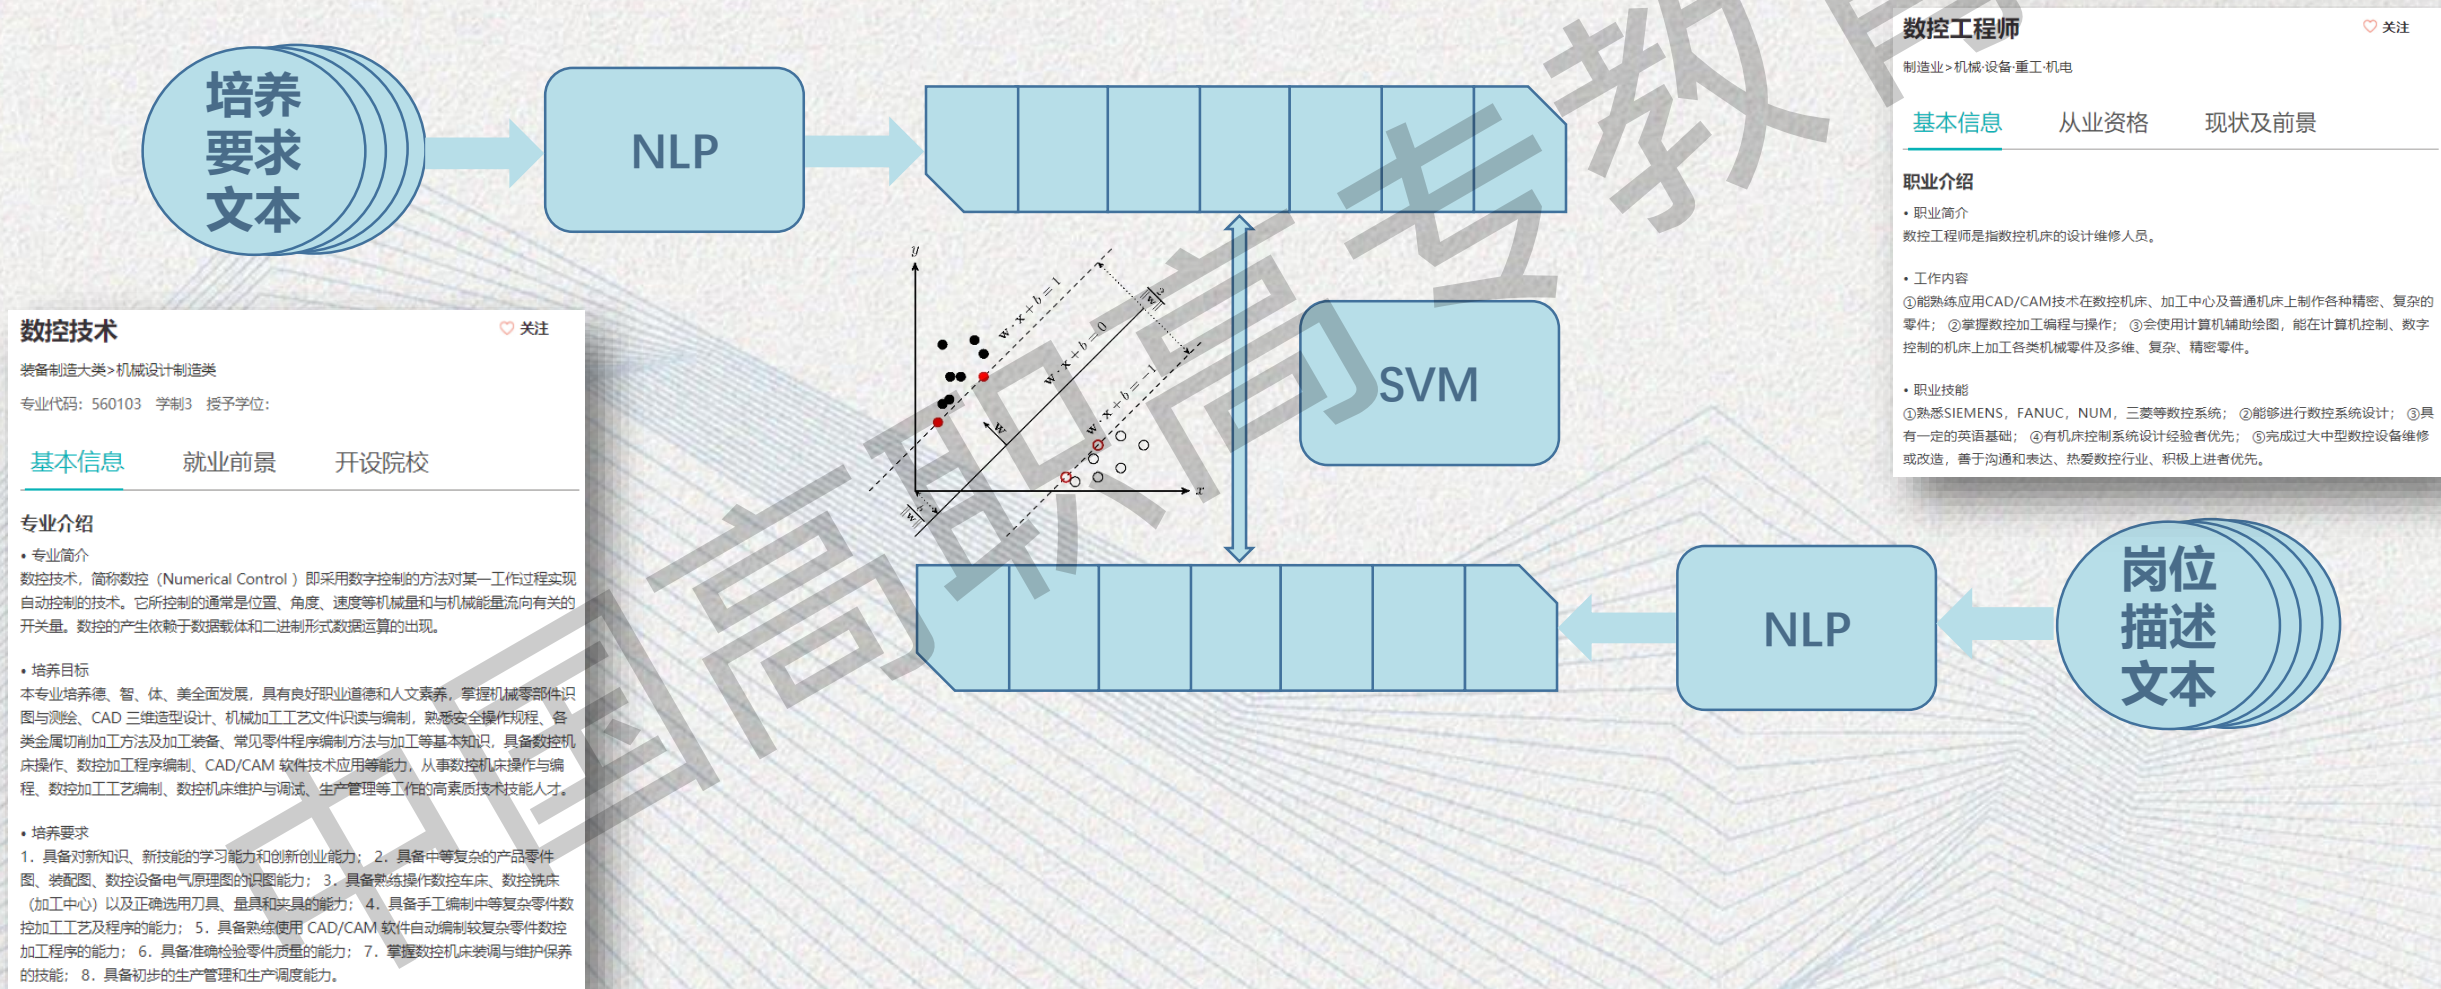 培养
要求
文本
NLP
数控工程师
关注
制造业>机械·设备·重工·机电
基本信息 从业资格 现状及前景
职业介绍
• 职业简介
数控工程师是指数控机床的设计维修人员。
• 工作内容
①能熟练应用CAD/CAM技术在数控机床、加工中心及普通机床上制作各种精密、复杂的
零件； ②掌握数控加工编程与操作； ③会使用计算机辅助绘图，能在计算机控制、数字
控制的机床上加工各类机械零件及多维、复杂、精密零件。
• 职业技能
①熟悉SIEMENS，FANUC，NUM，三菱等数控系统； ②能够进行数控系统设计； ③具
有一定的英语基础； ④有机床控制系统设计经验者优先； ⑤完成过大中型数控设备维修
或改造，善于沟通和表达、热爱数控行业、积极上进者优先。
y
w · x + b = 1
w · x + b = 0
w · x + b = −1
2
‖w‖
w
b
‖w‖
x
SVM
数控技术
关注
装备制造大类>机械设计制造类
专业代码：560103 学制3 授予学位：
基本信息 就业前景 开设院校
专业介绍
• 专业简介
数控技术，简称数控（Numerical Control ）即采用数字控制的方法对某一工作过程实现
自动控制的技术。它所控制的通常是位置、角度、速度等机械量和与机械能量流向有关的
开关量。数控的产生依赖于数据载体和二进制形式数据运算的出现。
• 培养目标
本专业培养德、智、体、美全面发展，具有良好职业道德和人文素养，掌握机械零部件识
图与测绘、CAD 三维造型设计、机械加工工艺文件识读与编制，熟悉安全操作规程、各
类金属切削加工方法及加工装备、常见零件程序编制方法与加工等基本知识，具备数控机
床操作、数控加工程序编制、CAD/CAM 软件技术应用等能力，从事数控机床操作与编
程、数控加工工艺编制、数控机床维护与调试、生产管理等工作的高素质技术技能人才。
• 培养要求
1．具备对新知识、新技能的学习能力和创新创业能力； 2．具备中等复杂的产品零件
图、装配图、数控设备电气原理图的识图能力； 3．具备熟练操作数控车床、数控铣床
（加工中心）以及正确选用刀具、量具和夹具的能力； 4．具备手工编制中等复杂零件数
控加工工艺及程序的能力； 5．具备熟练使用 CAD/CAM 软件自动编制较复杂零件数控
加工程序的能力； 6．具备准确检验零件质量的能力； 7．掌握数控机床装调与维护保养
的技能； 8．具备初步的生产管理和生产调度能力。
NLP
岗位
描述
文本
中国高职高专教育